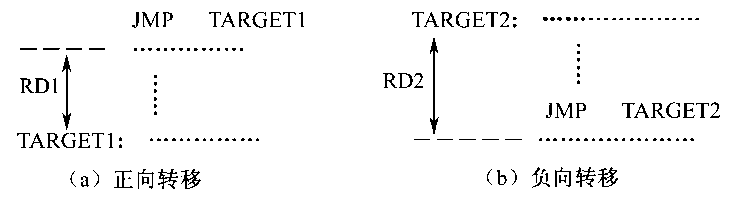 JMP TARGET1
RD1
TARGET1:
(a) 正向转移
TARGET2:
RD2
JMP TARGET2
(b) 负向转移